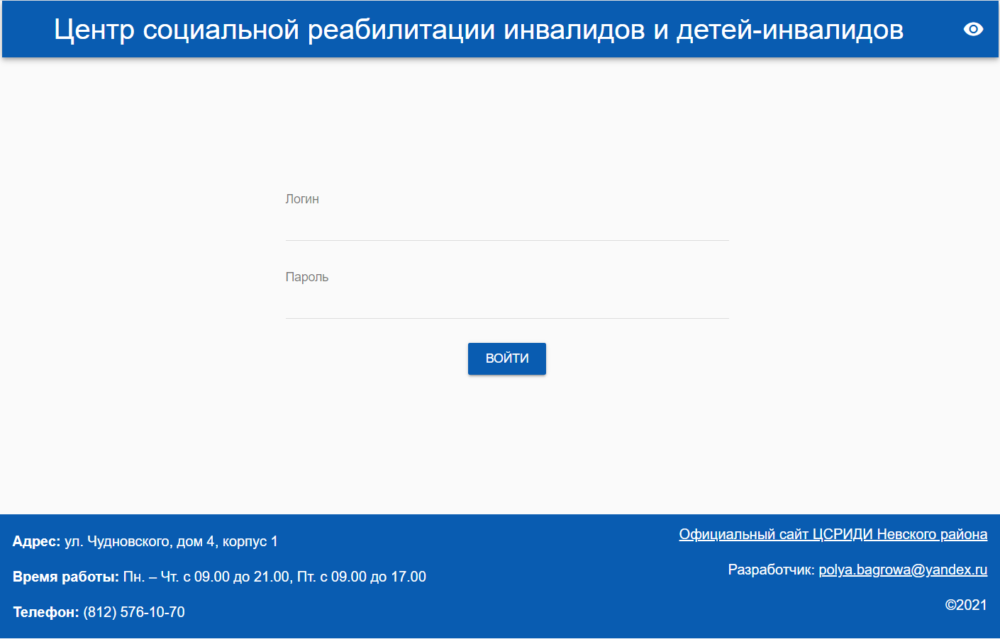 Центр социальной реабилитации инвалидов и детей-инвалидов
Логин
Пароль
ВОЙТИ
Адрес: ул. Чудновского, дом 4, корпус 1
Время работы: Пн. – Чт. с 09.00 до 21.00, Пт. с 09.00 до 17.00
Телефон: (812) 576-10-70
Официальный сайт ЦСРИДИ Невского района
Разработчик: polya.bagrowa@yandex.ru
©2021